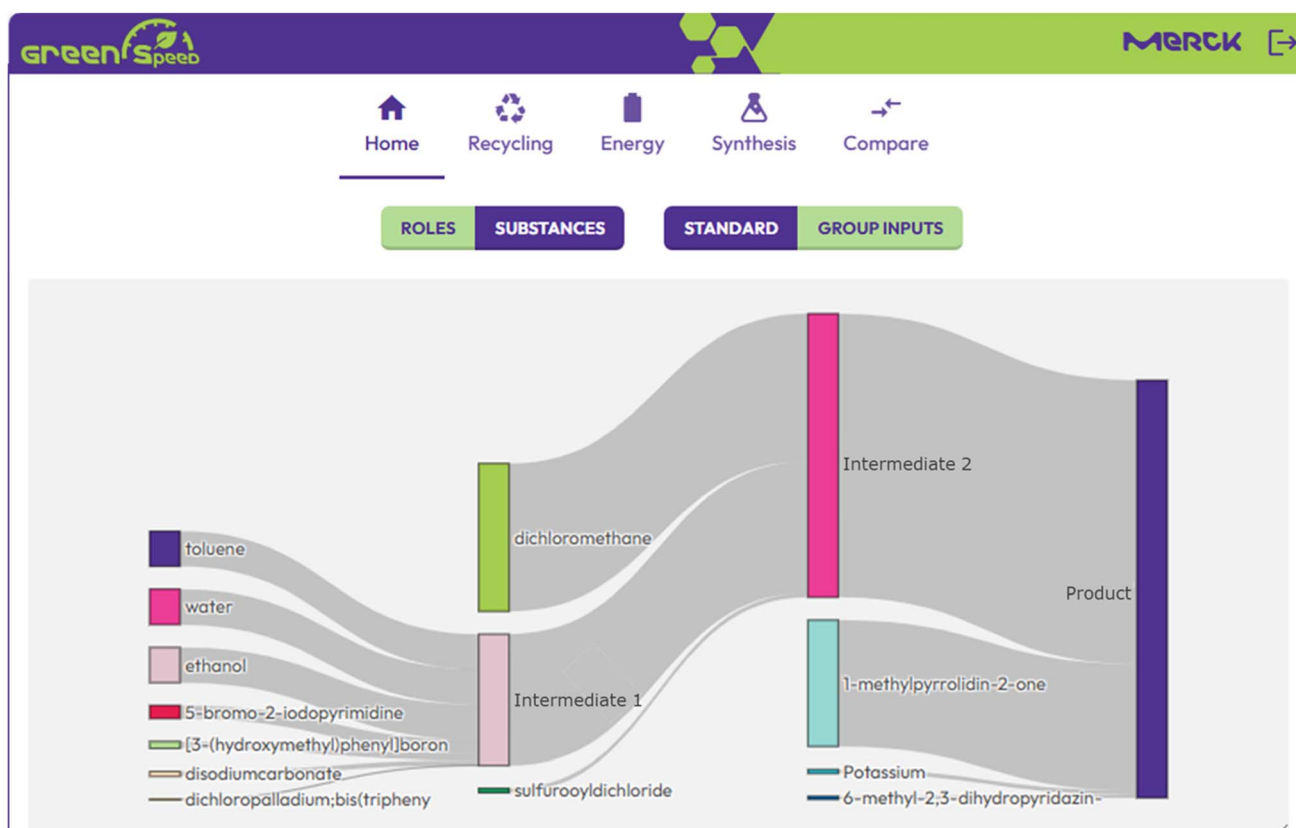 GreenSpeed
MERCK
Home Recycling Energy Synthesis Compare
ROLES SUBSTANCES STANDARD GROUP INPUTS
Intermediate 2
dichloromethane
toluene
Product
water
ethanol
1-methylpyrrolidin-2-one
Intermediate 1
5-bromo-2-iodopyrimidine
[3-(hydroxymethyl)phenyl]boron
disodiumcarbonate
Potassium
sulfurooyldichloride
dichloropalladium;bis(tripheny
6-methyl-2,3-dihydropyridazin-